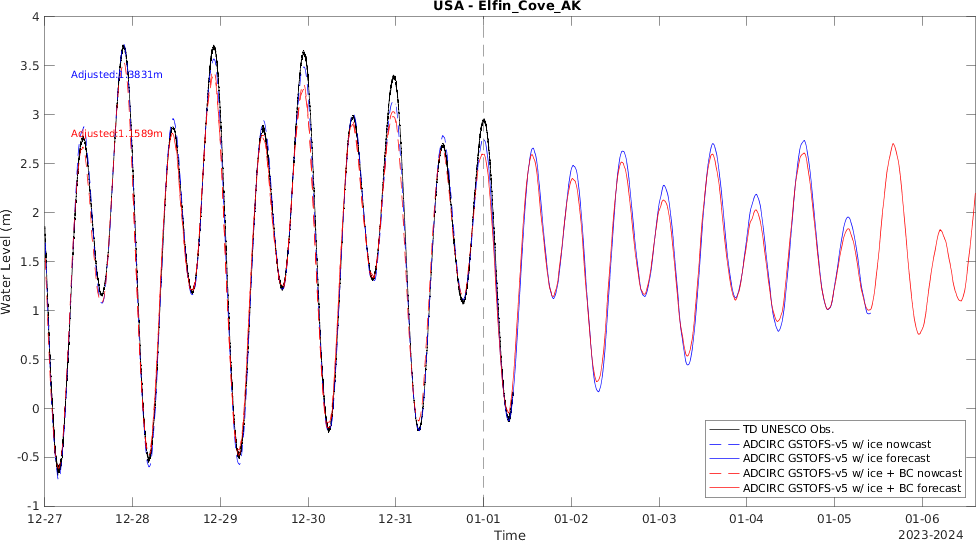 USA - Elfin_Cove_AK
4
3.5
3
2.5
2
1.5
1
0.5
0
-0.5
-1
Water Level (m)
Adjusted:1.3831m
Adjusted:1.1589m
TD UNESCO Obs.
ADCIRC GSTOFS-v5 w/ ice nowcast
ADCIRC GSTOFS-v5 w/ ice forecast
ADCIRC GSTOFS-v5 w/ ice + BC nowcast
ADCIRC GSTOFS-v5 w/ ice + BC forecast
12-27 12-28 12-29 12-30 12-31 01-01 01-02 01-03 01-04 01-05 01-06
Time
2023-2024